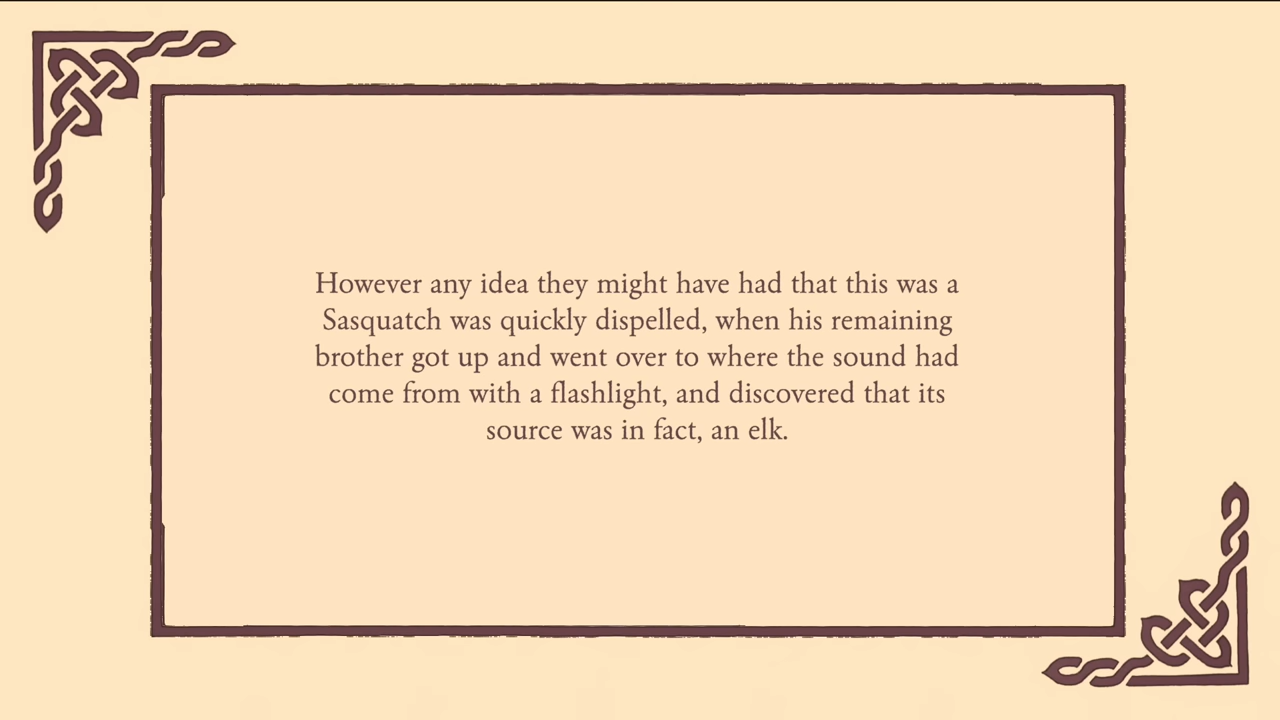 However any idea they might have had that this was a
Sasquatch was quickly dispelled, when his remaining
brother got up and went over to where the sound had
come from with a flashlight, and discovered that its
source was in fact, an elk.